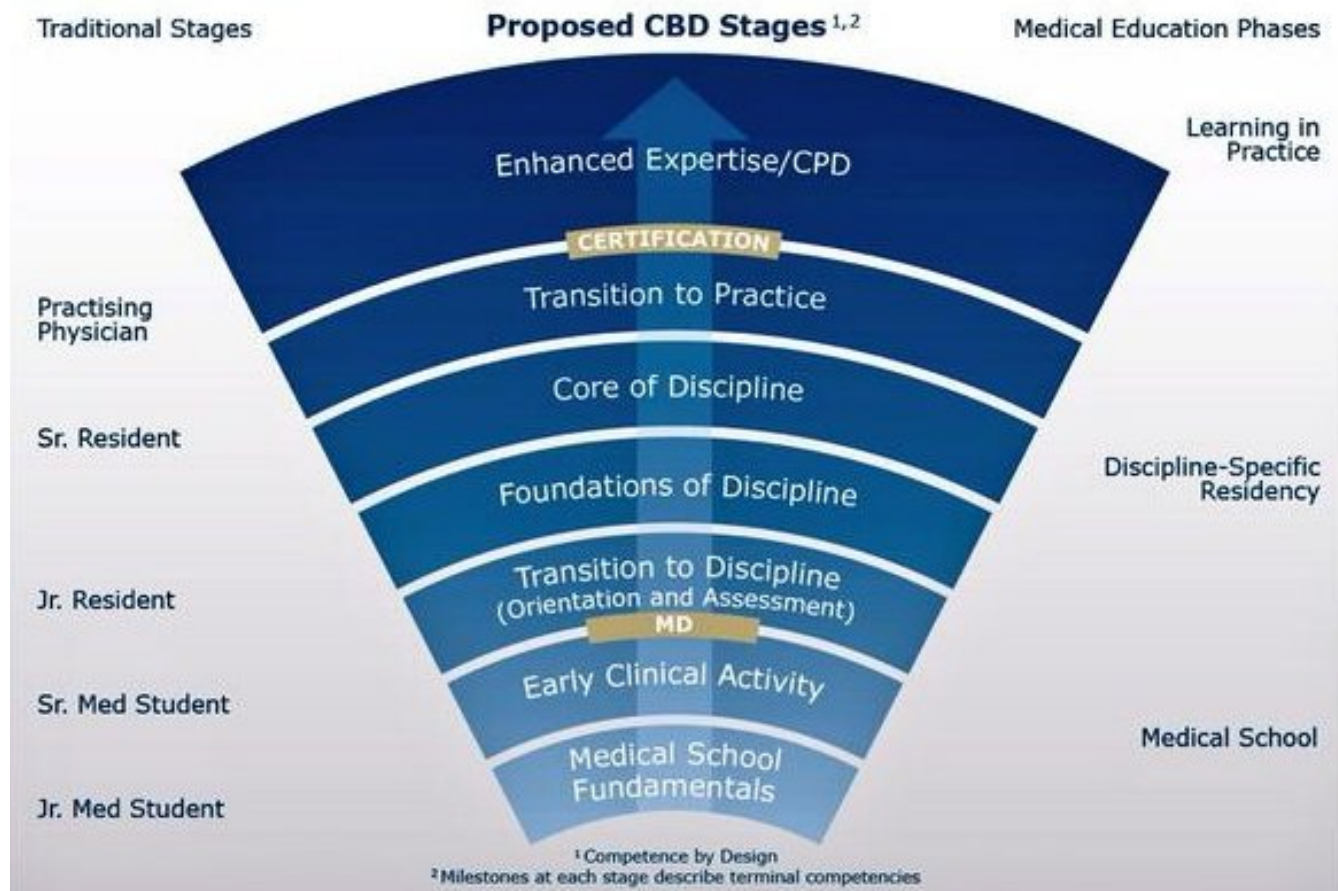 Traditional Stages
Proposed CBD Stages 1,2
Medical Education Phases
Learning in
Practice
Enhanced Expertise/CPD
CERTIFICATION
Transition to Practice
Practising
Physician
Core of Discipline
Sr. Resident
Discipline-Specific
Residency
Foundations of Discipline
Transition to Discipline
(Orientation and Assessment)
Jr. Resident
MD
Early Clinical Activity
Sr. Med Student
Medical School
Medical School
Fundamentals
Jr. Med Student
1 Competence by Design
2 Milestones at each stage describe terminal competencies